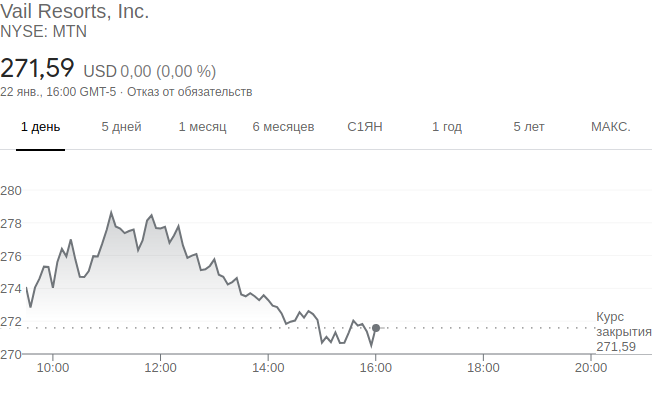 Vail Resorts, Inc.
NYSE: MTN
271,59 USD 0,00 (0,00 %)
22 янв., 16:00 GMT-5 · Отказ от обязательств
1 день 5 дней 1 месяц 6 месяцев С1ЯН 1 год 5 лет МАКС.
280
278
276
274
272
270
Курс
закрытия
271,59
10:00 12:00 14:00 16:00 18:00 20:00